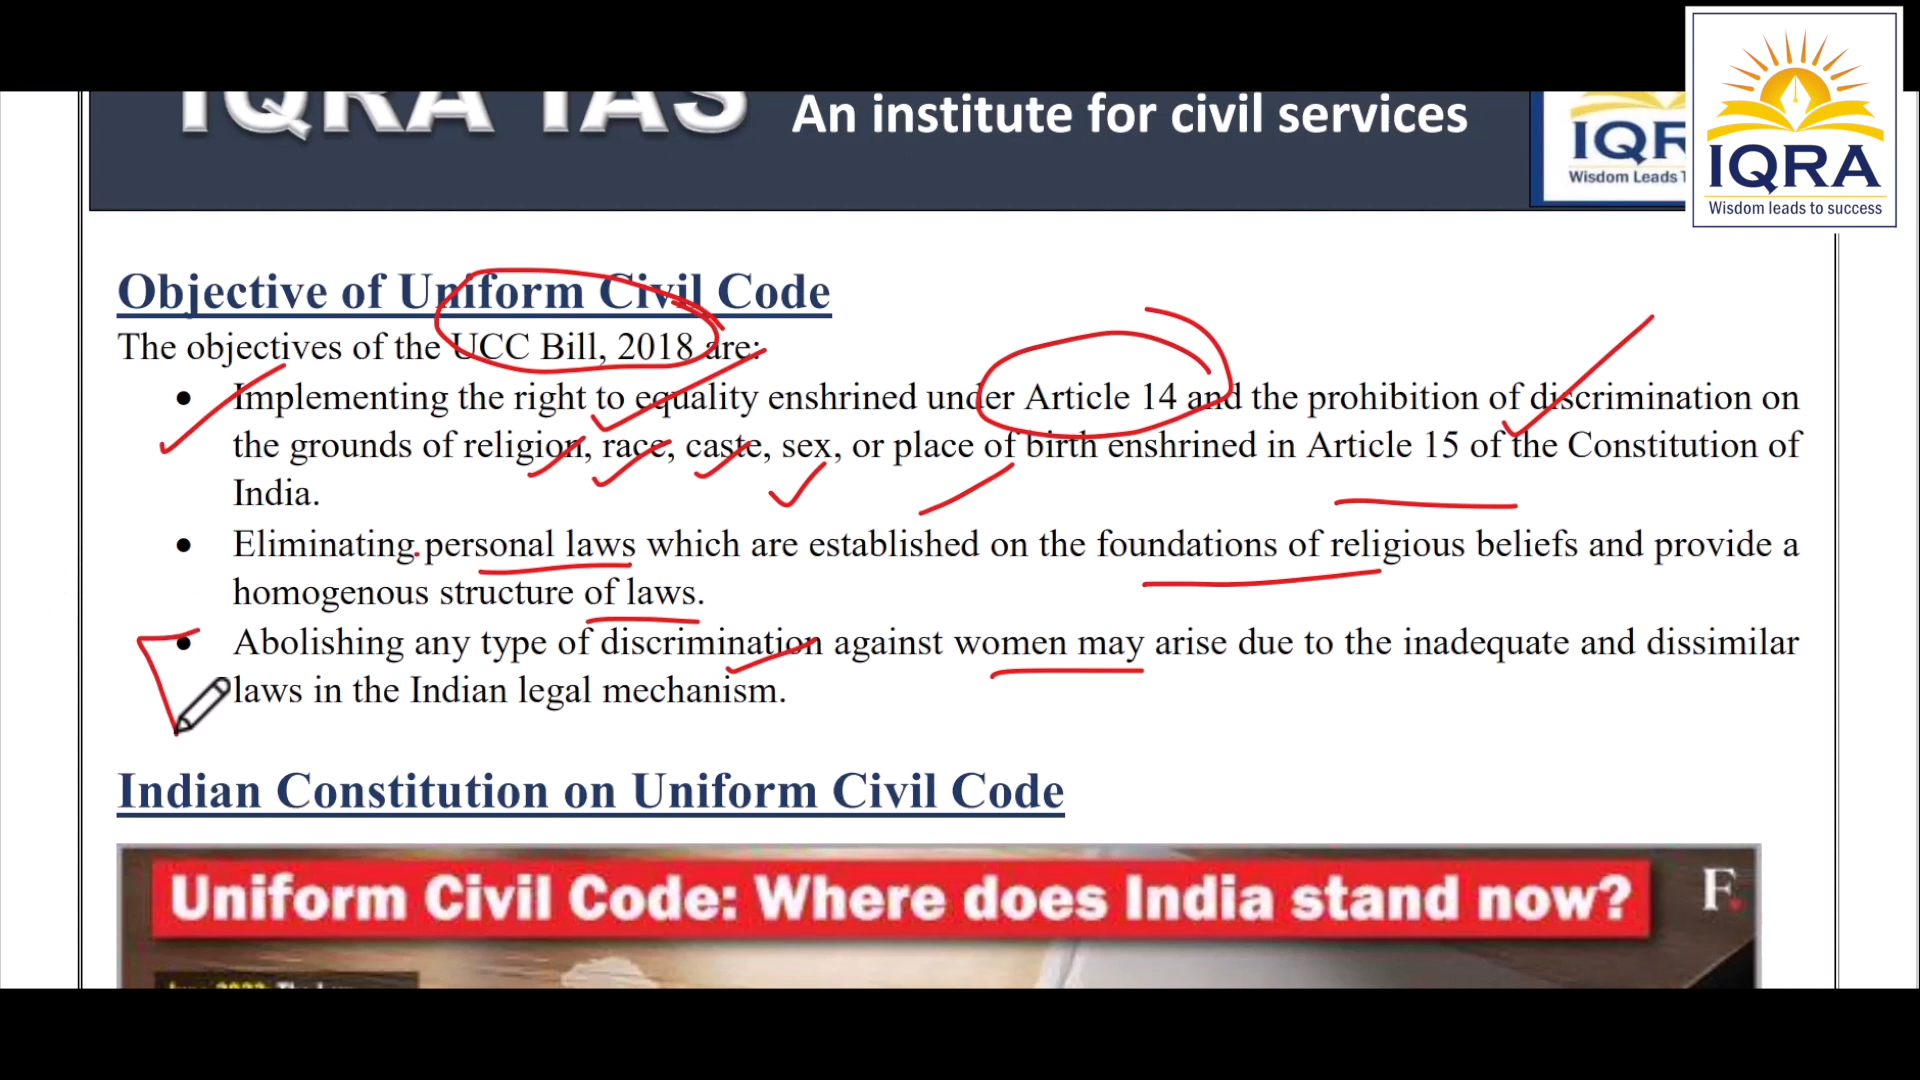 IQRA IAS An institute for civil services
IQR
Wisdom Leads T
IQRA
Wisdom leads to success
Objective of Uniform Civil Code
The objectives of the UCC Bill, 2018 are:
• Implementing the right to equality enshrined under Article 14 and the prohibition of discrimination on
the grounds of religion, race, caste, sex, or place of birth enshrined in Article 15 of the Constitution of
India.
• Eliminating personal laws which are established on the foundations of religious beliefs and provide a
homogenous structure of laws.
• Abolishing any type of discrimination against women may arise due to the inadequate and dissimilar
laws in the Indian legal mechanism.
Indian Constitution on Uniform Civil Code
Uniform Civil Code: Where does India stand now?
F.